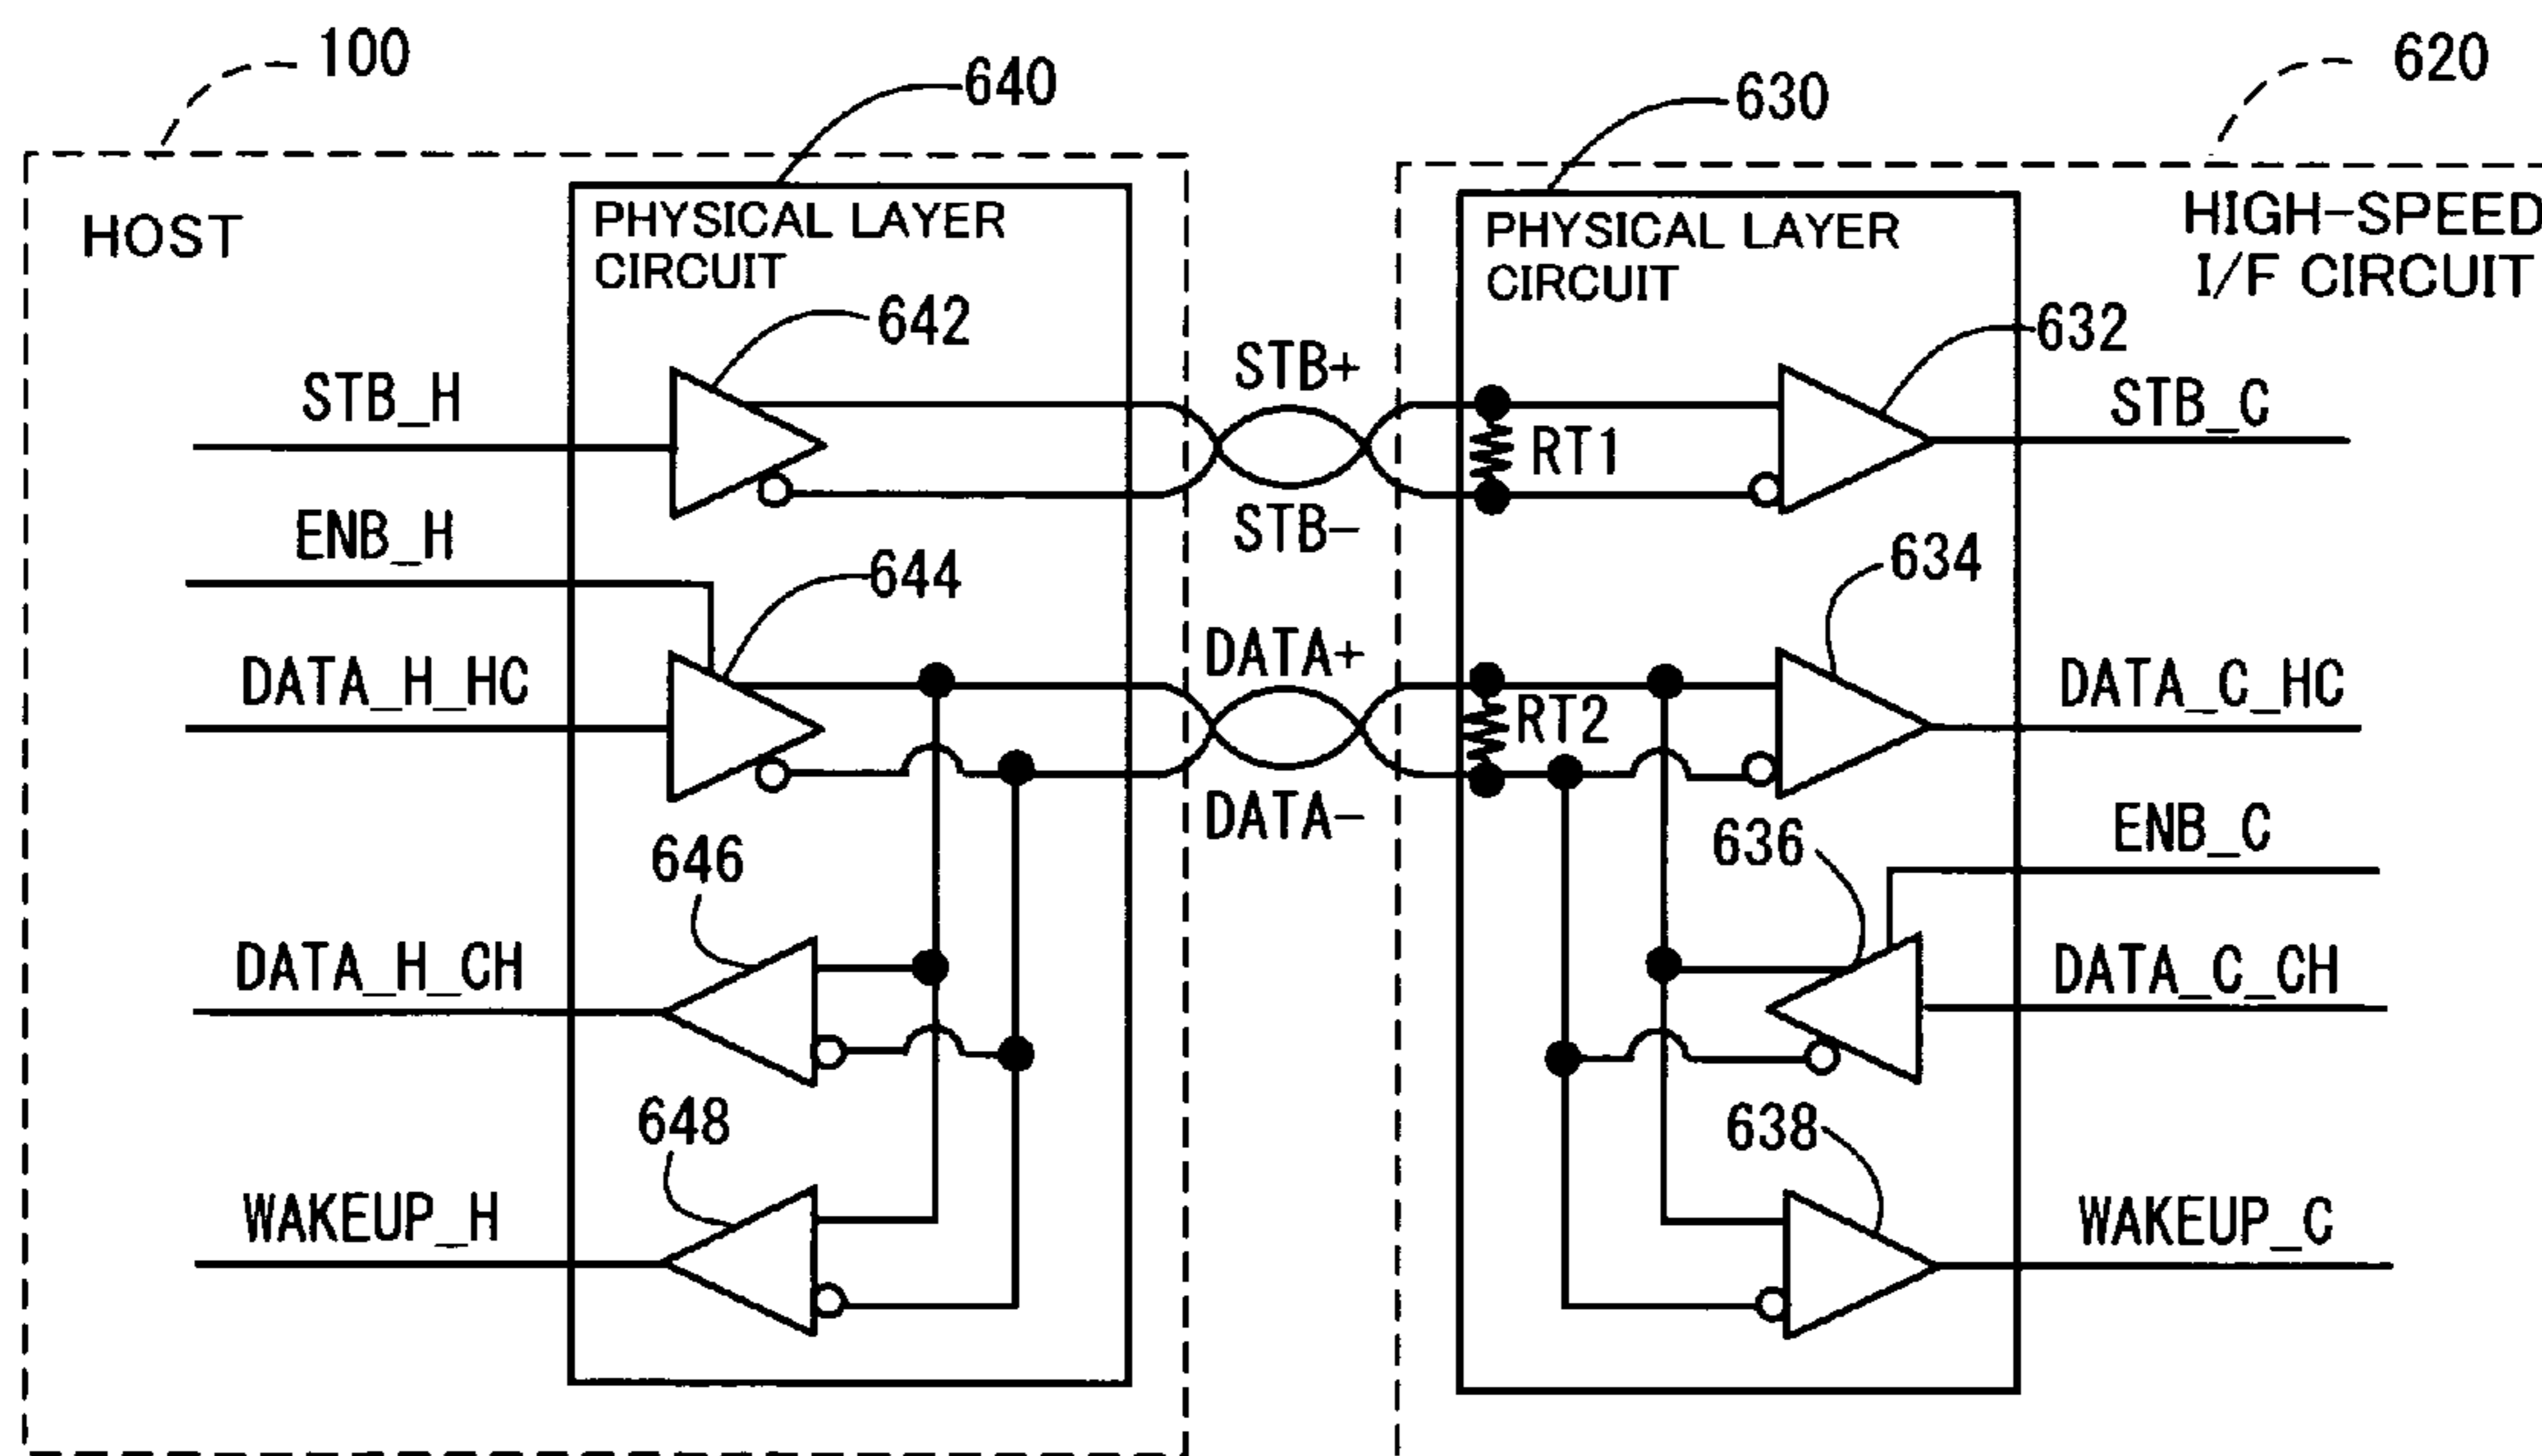 100
640
630
620
HOST
PHYSICAL LAYER
CIRCUIT
PHYSICAL LAYER
CIRCUIT
HIGH-SPEED
I/F CIRCUIT
642
632
STB_H
STB+
RT1
STB_C
ENB_H
STB-
644
634
DATA_H_HC
DATA+
RT2
DATA_C_HC
DATA-
ENB_C
646
636
DATA_H_CH
DATA_C_CH
648
638
WAKEUP_H
WAKEUP_C